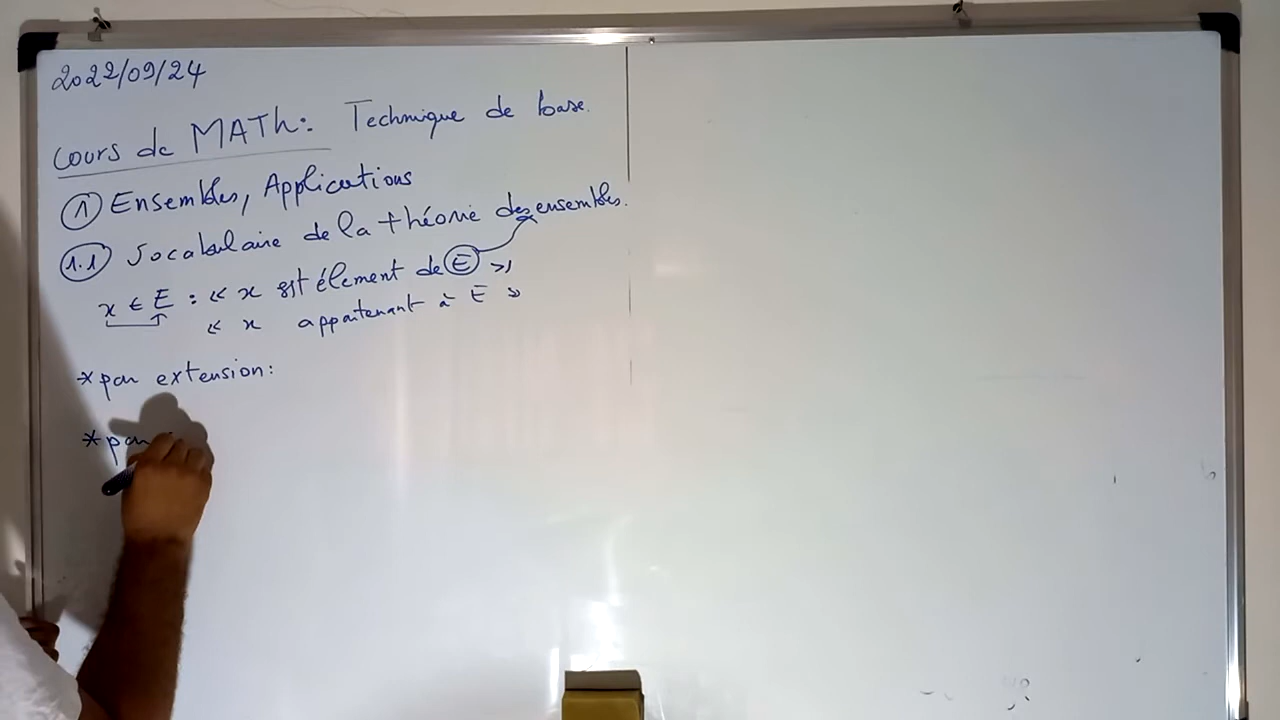 2022/09/24
Cours de MATh: Technique de base.
① Ensembles, Applications
1.1 Vocabulaire de la théorie des ensembles.
x ∈ E : « x est élément de E »
« x appartenant à E »
* par extension:
* par